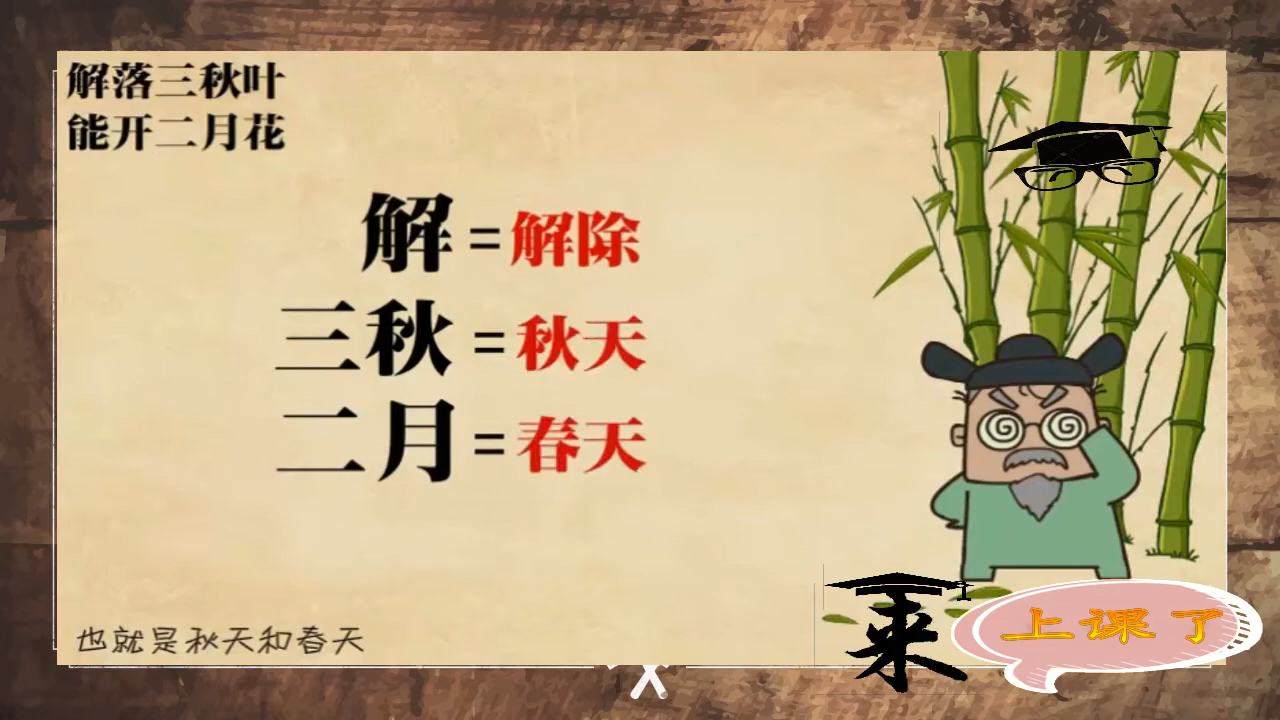 解落三秋叶
能开二月花
解=解除
三秋=秋天
二月=春天
也就是秋天和春天
来
上课了